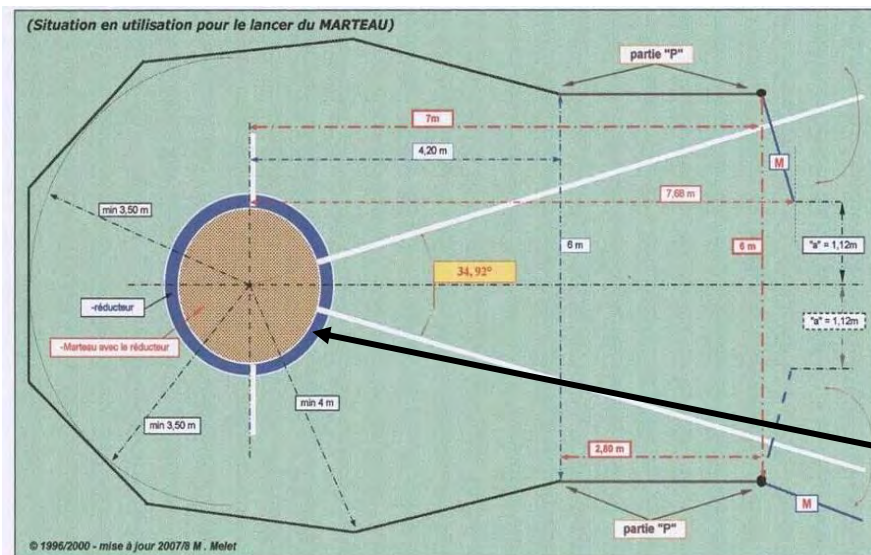 (Situation en utilisation pour le lancer du MARTEAU)
partie "P"
7m
4,20 m
M
min 3,50 m
7,68 m
6 m
6 m
"a" = 1,12m
34, 92°
-réducteur
"a" = 1,12m
-Marteau avec le réducteur
min 4 m
min 3,50 m
2,80 m
M
partie "P"
© 1996/2000 - mise à jour 2007/8 M . Melet